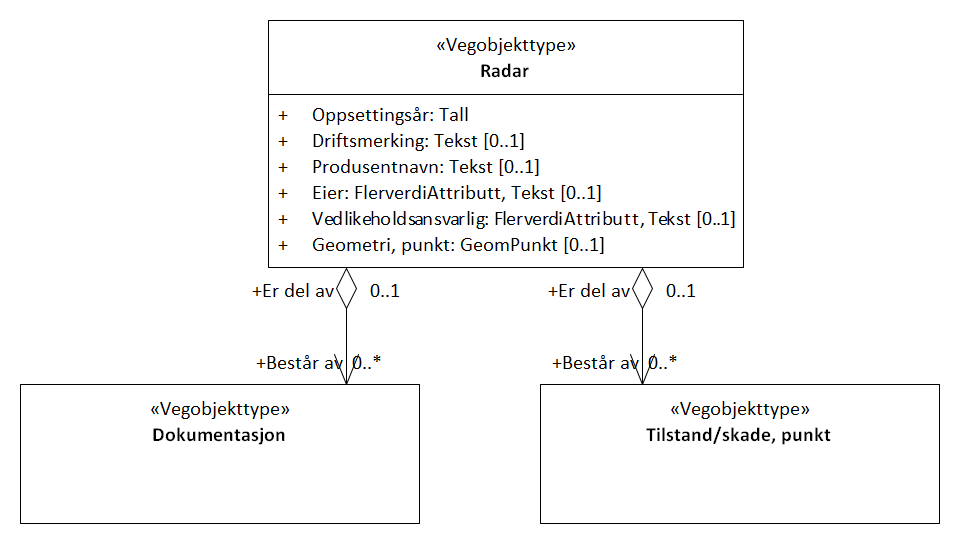 «Vegobjekttype»
Radar
+ Oppsettingsår: Tall
+ Driftsmerking: Tekst [0..1]
+ Produsentnavn: Tekst [0..1]
+ Eier: FlerverdiAttributt, Tekst [0..1]
+ Vedlikeholdsansvarlig: FlerverdiAttributt, Tekst [0..1]
+ Geometri, punkt: GeomPunkt [0..1]
+Er del av 0..1 +Er del av 0..1
+Består av 0..* +Består av 0..*
«Vegobjekttype» «Vegobjekttype»
Dokumentasjon Tilstand/skade, punkt